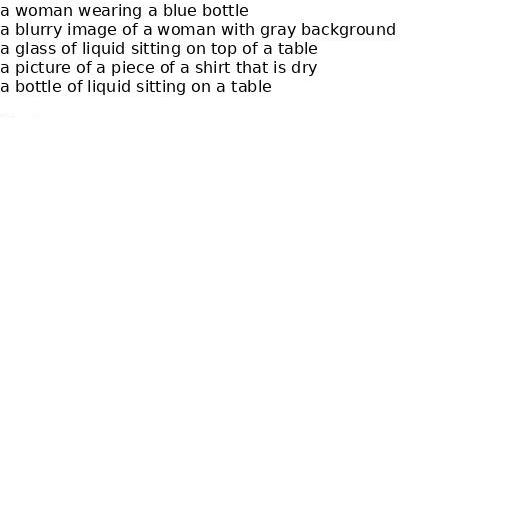 a woman wearing a blue bottle
a blurry image of a woman with gray background
a glass of liquid sitting on top of a table
a picture of a piece of a shirt that is dry
a bottle of liquid sitting on a table